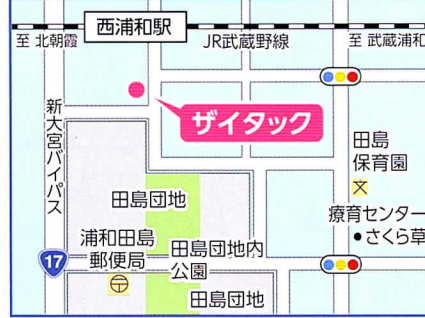 西浦和駅
至 北朝霞
JR武蔵野線
至 武蔵浦和
ザイタック
新大宮バイパス
田島
保育園
文
田島団地
療育センター
さくら草
浦和田島
郵便局
田島団地内
公園
17
田島団地